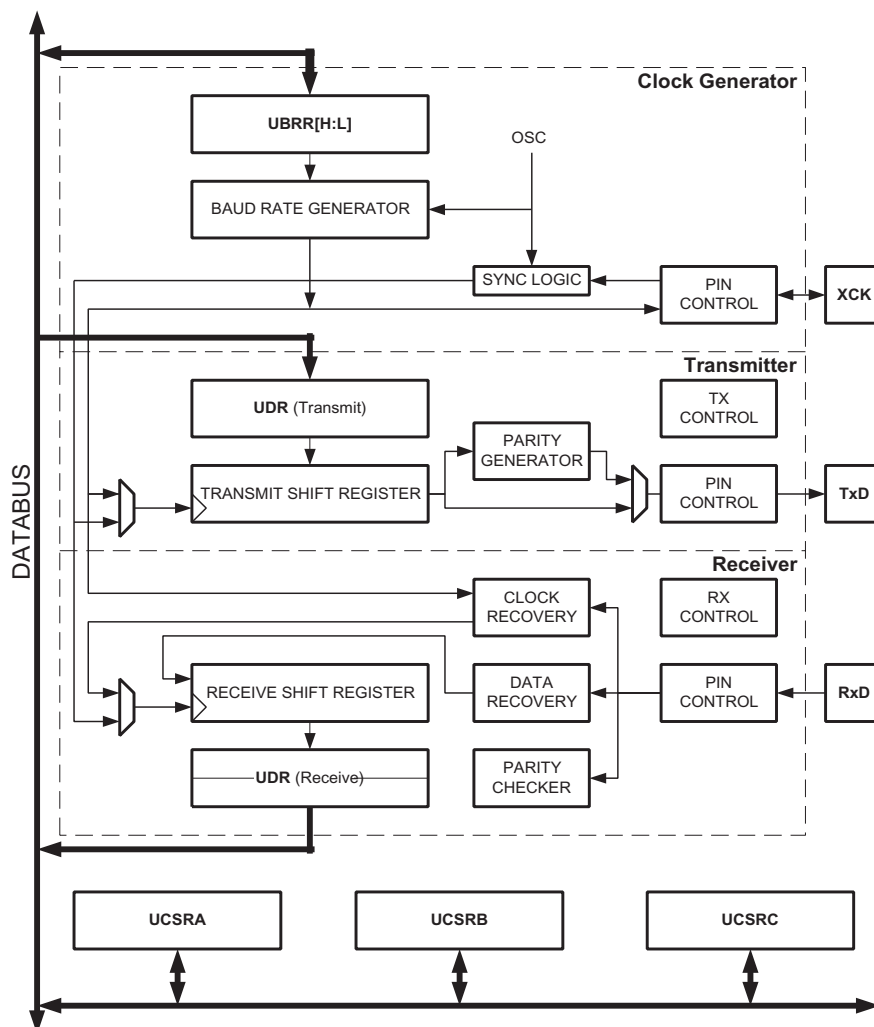 Clock Generator
UBRR[H:L]
OSC
BAUD RATE GENERATOR
SYNC LOGIC
PIN
CONTROL
XCK
Transmitter
UDR (Transmit)
TX
CONTROL
PARITY
GENERATOR
TRANSMIT SHIFT REGISTER
PIN
CONTROL
TxD
DATABUS
Receiver
CLOCK
RECOVERY
RX
CONTROL
RECEIVE SHIFT REGISTER
DATA
RECOVERY
PIN
CONTROL
RxD
UDR (Receive)
PARITY
CHECKER
UCSRA
UCSRB
UCSRC